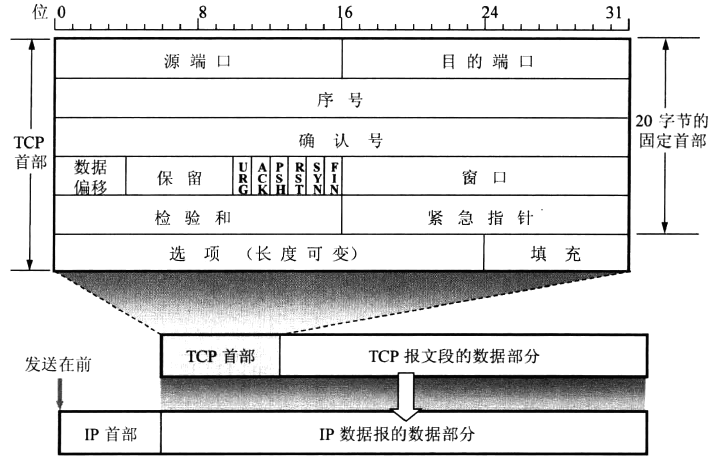 位 0 8 16 24 31
源端口 目的端口
序号
TCP
首部
20 字节的
固定首部
确认号
数据
偏移
保留
URG
ACK
PSH
RST
SYN
FIN
窗口
检验和 紧急指针
选项 (长度可变) 填充
TCP 首部 TCP 报文段的数据部分
发送在前
IP 首部 IP 数据报的数据部分